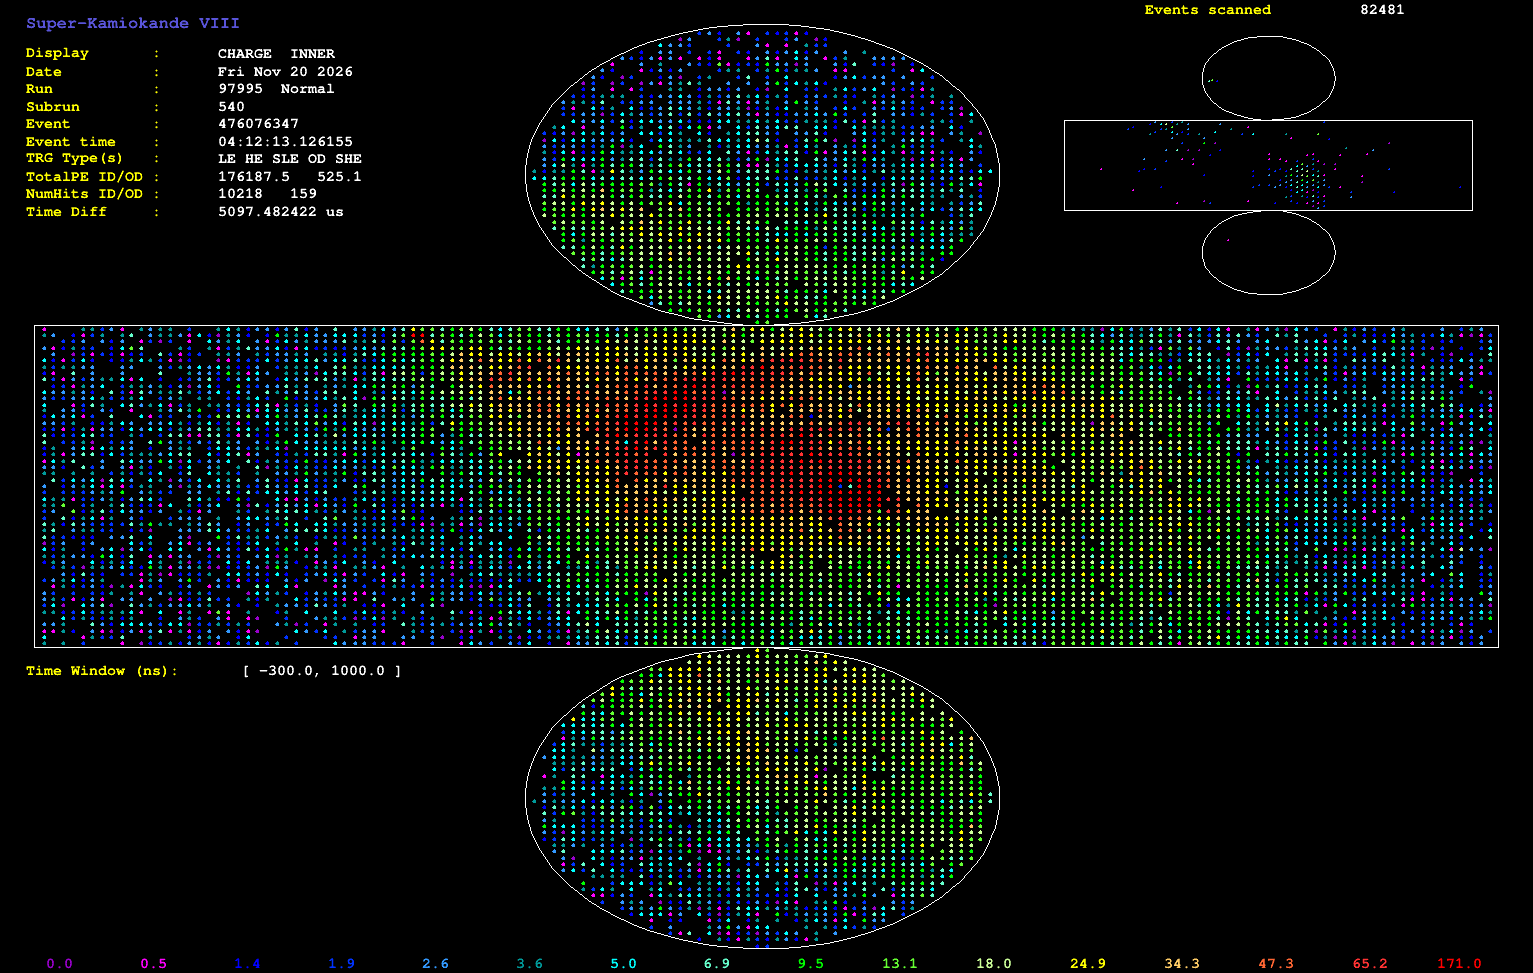 Super-Kamiokande VIII
Events scanned 82481
Display : CHARGE INNER
Date : Fri Nov 20 2026
Run : 97995 Normal
Subrun : 540
Event : 476076347
Event time : 04:12:13.126155
TRG Type(s) : LE HE SLE OD SHE
TotalPE ID/OD : 176187.5 525.1
NumHits ID/OD : 10218 159
Time Diff : 5097.482422 us
Time Window (ns): [ -300.0, 1000.0 ]
0.0 0.5 1.4 1.9 2.6 3.6 5.0 6.9 9.5 13.1 18.0 24.9 34.3 47.3 65.2 171.0